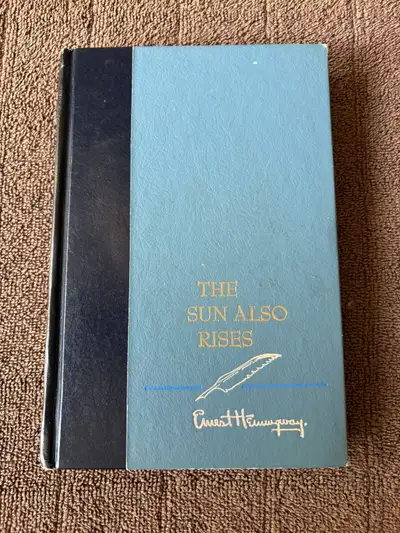 THE
SUN ALSO
RISES
Ernest Hemingway.